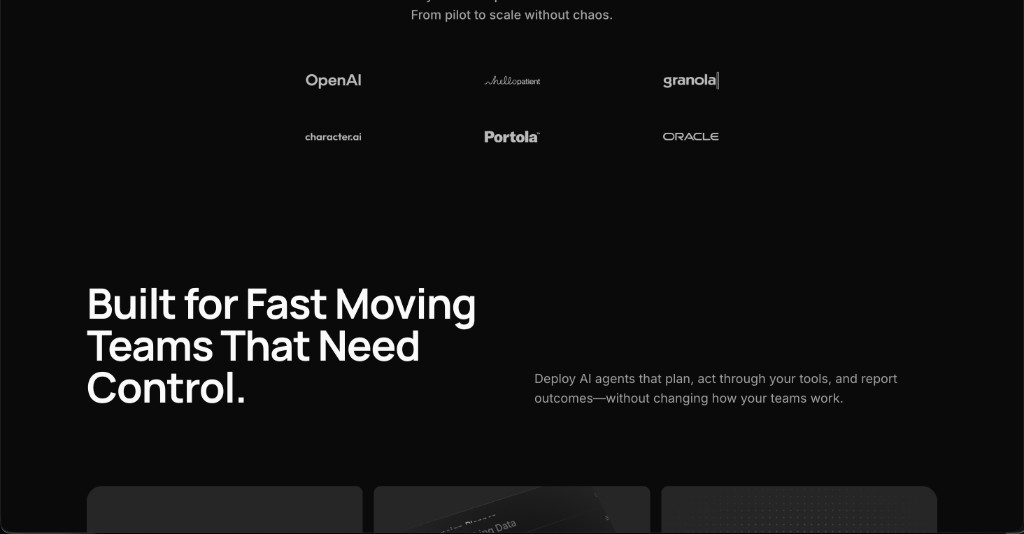 From pilot to scale without chaos.
OpenAI
hellopatient
granola
character.ai
Portola
ORACLE
Built for Fast Moving
Teams That Need
Control.
Deploy AI agents that plan, act through your tools, and report
outcomes—without changing how your teams work.
Data